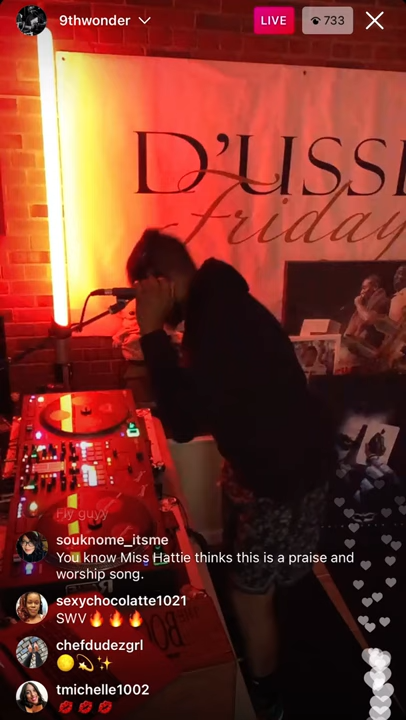 9thwonder
LIVE
733
D'USSÉ
Friday
Fly guyy
souknome_itsme
You know Miss Hattie thinks this is a praise and
worship song.
sexychocolatte1021
SWV🔥🔥🔥
chefdudezgrl
🟡💫✨
tmichelle1002
💋💋💋